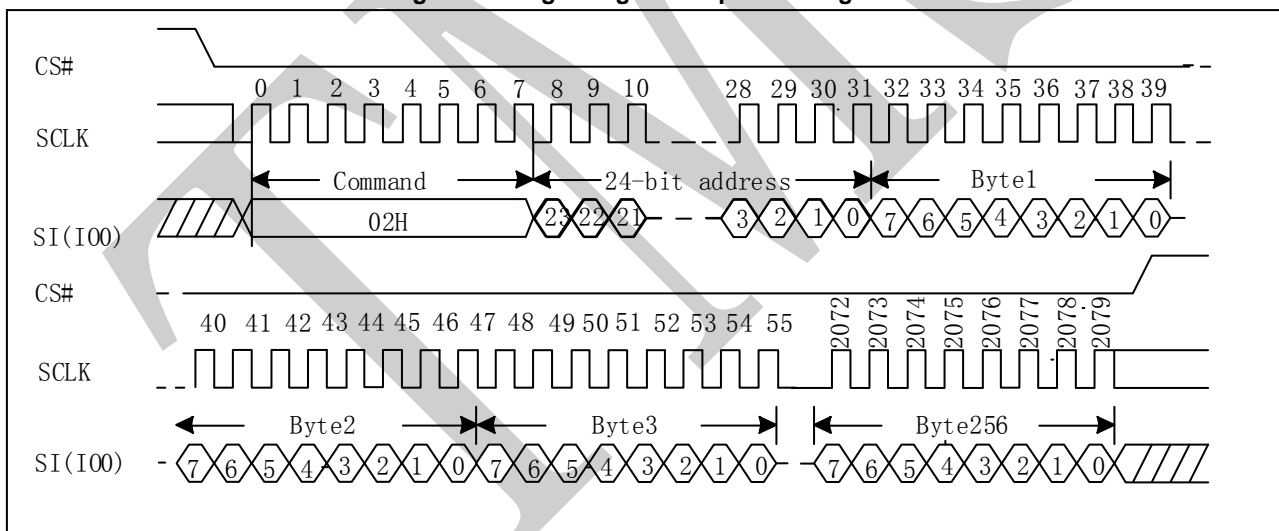 CS#
0 1 2 3 4 5 6 7 8 9 10 28 29 30 31 32 33 34 35 36 37 38 39
SCLK
Command 24-bit address Byte1
SI(IO0) 02H 23 22 21 3 2 1 0 7 6 5 4 3 2 1 0
CS#
40 41 42 43 44 45 46 47 48 49 50 51 52 53 54 55 2072 2073 2074 2075 2076 2077 2078 2079
SCLK
Byte2 Byte3 Byte256
SI(IO0) 7 6 5 4 3 2 1 0 7 6 5 4 3 2 1 0 7 6 5 4 3 2 1 0